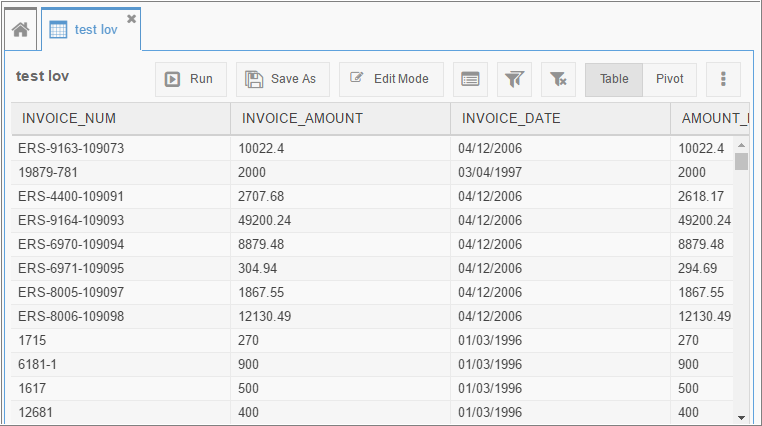 test lov
test lov Run Save As Edit Mode Table Pivot
INVOICE_NUM INVOICE_AMOUNT INVOICE_DATE
ERS-9163-109073 10022.4 04/12/2006 10022.4
19879-781 2000 03/04/1997 2000
ERS-4400-109091 2707.68 04/12/2006 2618.17
ERS-9164-109093 49200.24 04/12/2006 49200.24
ERS-6970-109094 8879.48 04/12/2006 8879.48
ERS-6971-109095 304.94 04/12/2006 294.69
ERS-8005-109097 1867.55 04/12/2006 1867.55
ERS-8006-109098 12130.49 04/12/2006 12130.49
1715 270 01/03/1996 270
6181-1 900 01/03/1996 900
1617 500 01/03/1996 500
12681 400 01/03/1996 400